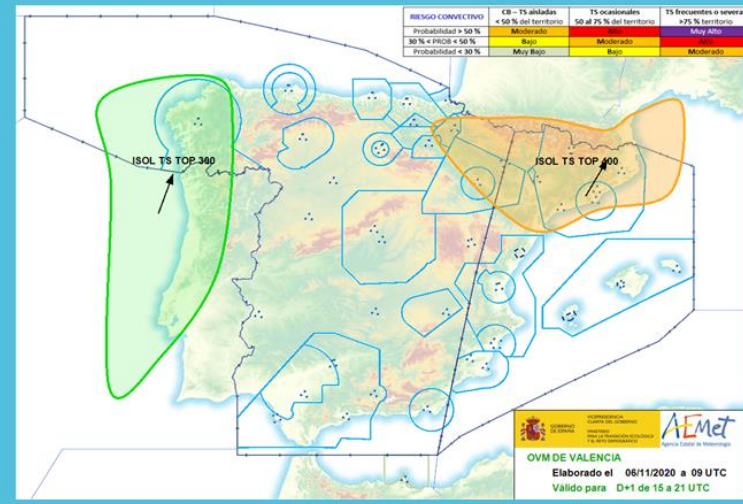 RIESGO CONVECTIVO CB – TS aisladas < 50 % del territorio TS ocasionales 50 al 75 % del territorio TS frecuentes o severas >75 % territorio
Probabilidad > 50 % Moderado Alto Muy Alto
30 % < PROB < 50 % Bajo Moderado Alto
Probabilidad < 30 % Muy Bajo Bajo Moderado
ISOL TS TOP 300
ISOL TS TOP 400
GOBIERNO DE ESPAÑA
VICEPRESIDENCIA
CUARTA DEL GOBIERNO
MINISTERIO
PARA LA TRANSICIÓN ECOLÓGICA
Y EL RETO DEMOGRÁFICO
AEMet
Agencia Estatal de Meteorología
OVM DE VALENCIA
Elaborado el 06/11/2020 a 09 UTC
Válido para D+1 de 15 a 21 UTC